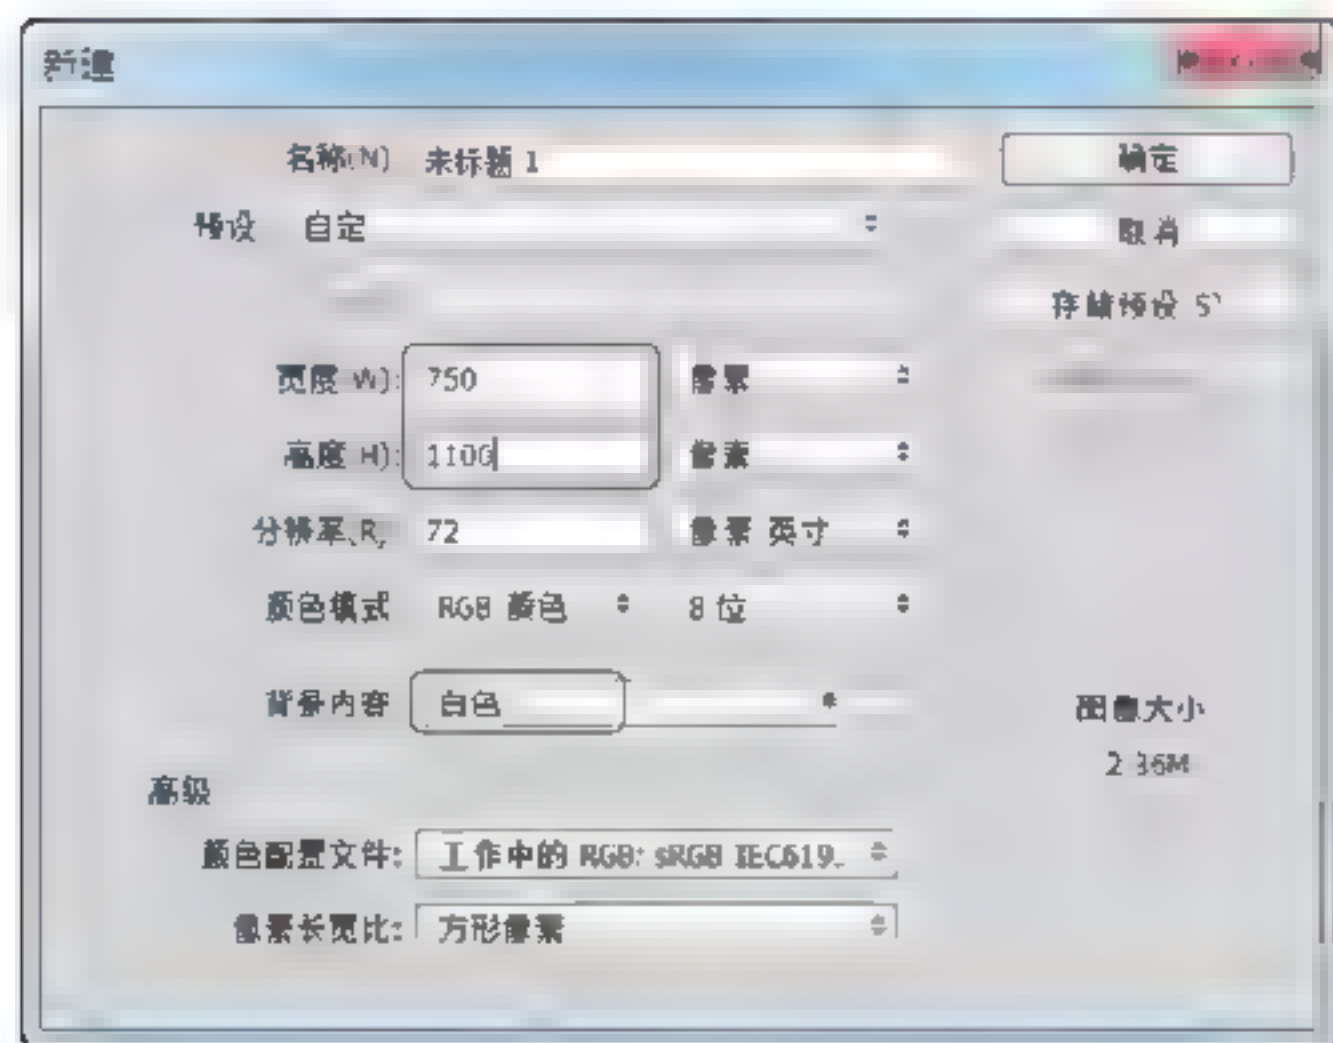 新建
名称(N) 未标题 1
确定
预设 自定
取消
存储预设 S)
宽度 W): 750 像素
高度 H): 1100 像素
分辨率(R) 72 像素 英寸
颜色模式 RGB 颜色 8 位
背景内容 白色
图像大小
2.36M
高级
颜色配置文件: 工作中的 RGB: sRGB IEC619..
像素长宽比: 方形像素